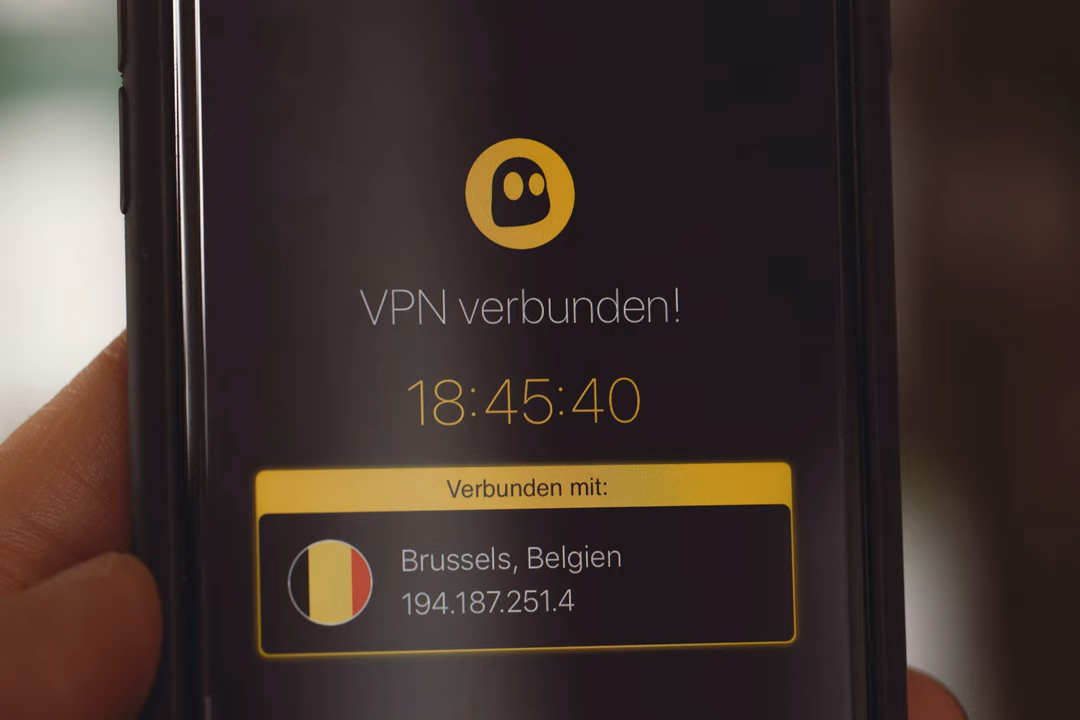 VPN verbunden!
18:45:40
Verbunden mit:
Brussels, Belgien
194.187.251.4